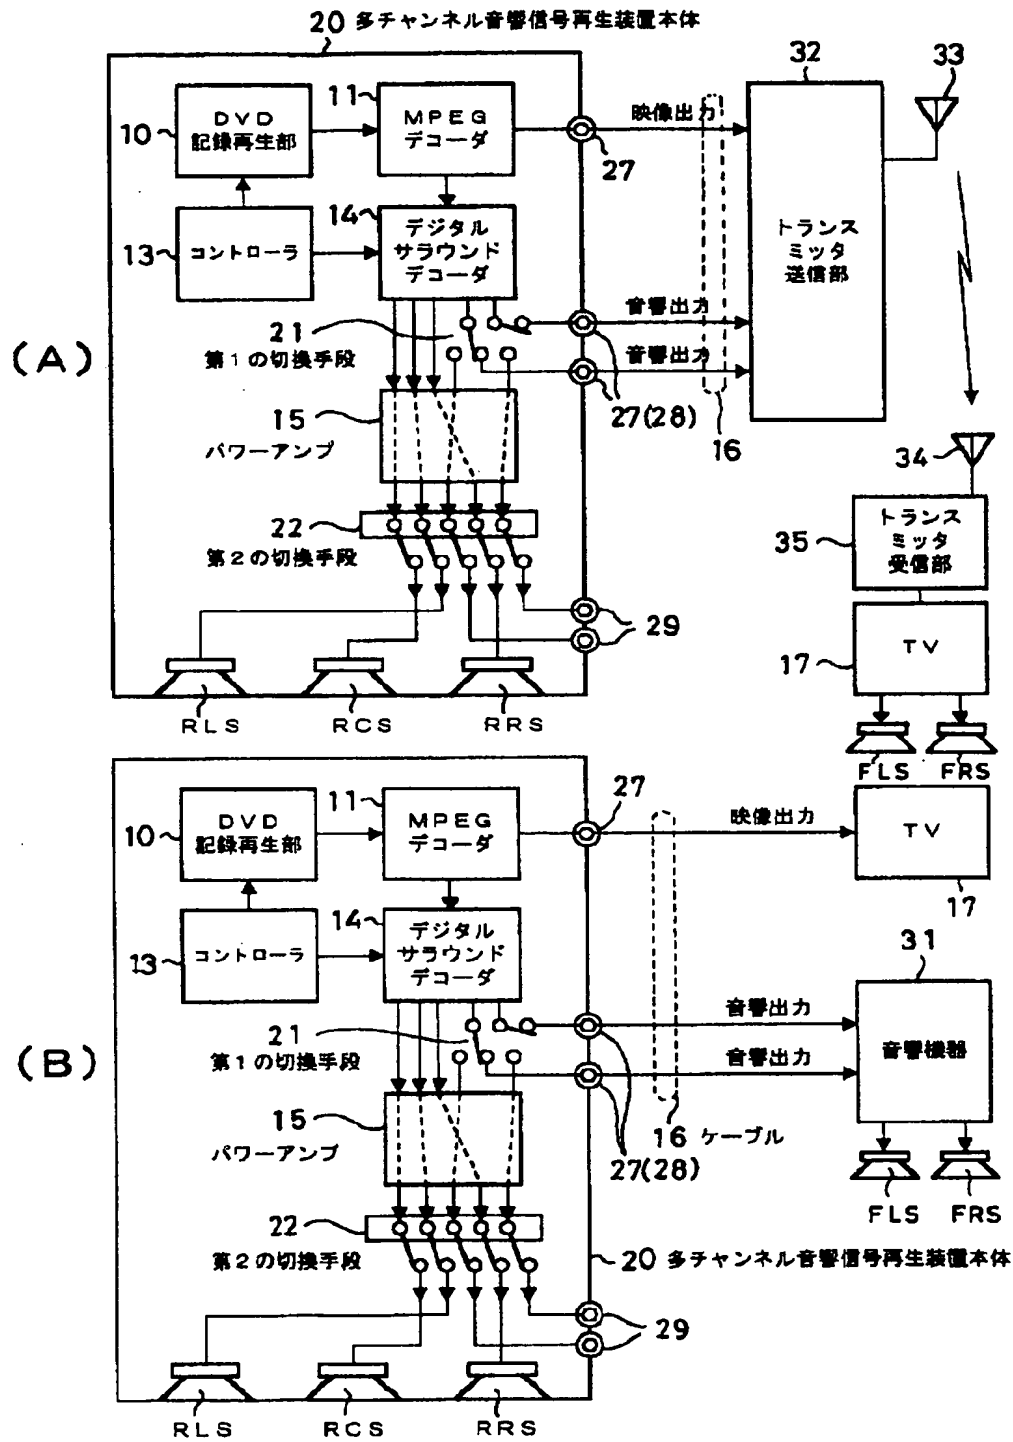 20 多チャンネル音響信号再生装置本体
(A)
10
DVD
記録再生部
11
MPEG
デコーダ
映像出力
27
32
33
13
コントローラ
14
デジタル
サラウンド
デコーダ
トランス
ミッタ
送信部
21
第1の切換手段
音響出力
音響出力
27(28)
16
15
パワーアンプ
34
22
第2の切換手段
35
トランス
ミッタ
受信部
29
17
TV
RLS
RCS
RRS
FLS
FRS
(B)
10
DVD
記録再生部
11
MPEG
デコーダ
27
映像出力
TV
17
13
コントローラ
14
デジタル
サラウンド
デコーダ
31
21
第1の切換手段
音響出力
音響出力
音響機器
15
パワーアンプ
16 ケーブル
27(28)
FLS
FRS
22
第2の切換手段
20 多チャンネル音響信号再生装置本体
29
RLS
RCS
RRS